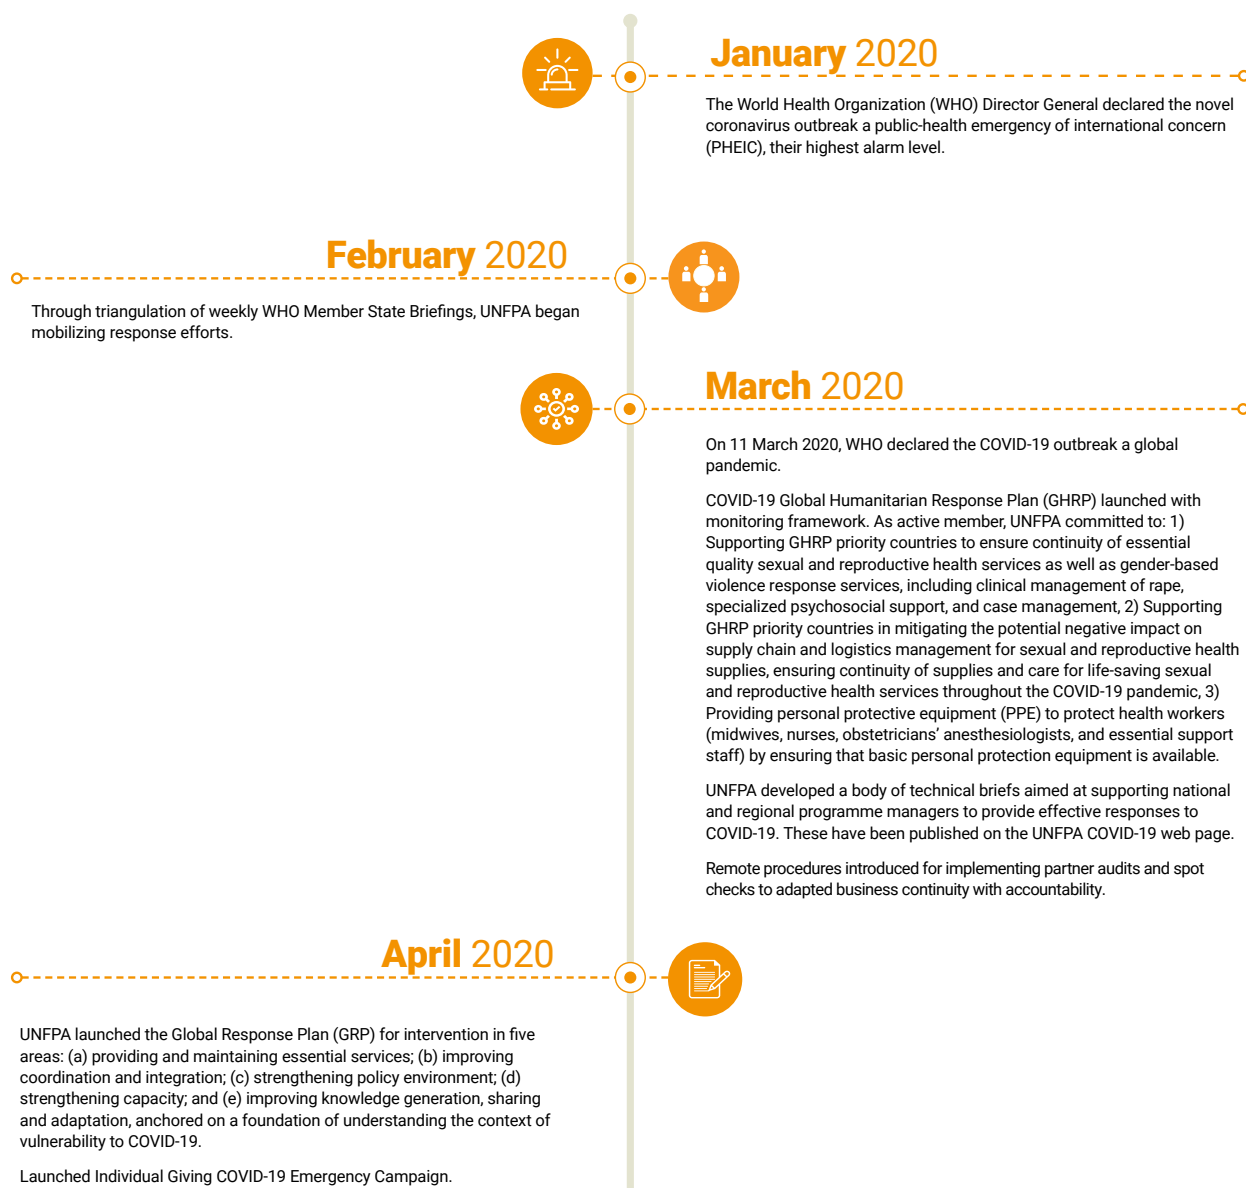 January 2020
The World Health Organization (WHO) Director General declared the novel
coronavirus outbreak a public-health emergency of international concern
(PHEIC), their highest alarm level.
February 2020
Through triangulation of weekly WHO Member State Briefings, UNFPA began
mobilizing response efforts.
March 2020
On 11 March 2020, WHO declared the COVID-19 outbreak a global
pandemic.
COVID-19 Global Humanitarian Response Plan (GHRP) launched with
monitoring framework. As active member, UNFPA committed to: 1)
Supporting GHRP priority countries to ensure continuity of essential
quality sexual and reproductive health services as well as gender-based
violence response services, including clinical management of rape,
specialized psychosocial support, and case management, 2) Supporting
GHRP priority countries in mitigating the potential negative impact on
supply chain and logistics management for sexual and reproductive health
supplies, ensuring continuity of supplies and care for life-saving sexual
and reproductive health services throughout the COVID-19 pandemic, 3)
Providing personal protective equipment (PPE) to protect health workers
(midwives, nurses, obstetricians’ anesthesiologists, and essential support
staff) by ensuring that basic personal protection equipment is available.
UNFPA developed a body of technical briefs aimed at supporting national
and regional programme managers to provide effective responses to
COVID-19. These have been published on the UNFPA COVID-19 web page.
Remote procedures introduced for implementing partner audits and spot
checks to adapted business continuity with accountability.
April 2020
UNFPA launched the Global Response Plan (GRP) for intervention in five
areas: (a) providing and maintaining essential services; (b) improving
coordination and integration; (c) strengthening policy environment; (d)
strengthening capacity; and (e) improving knowledge generation, sharing
and adaptation, anchored on a foundation of understanding the context of
vulnerability to COVID-19.
Launched Individual Giving COVID-19 Emergency Campaign.